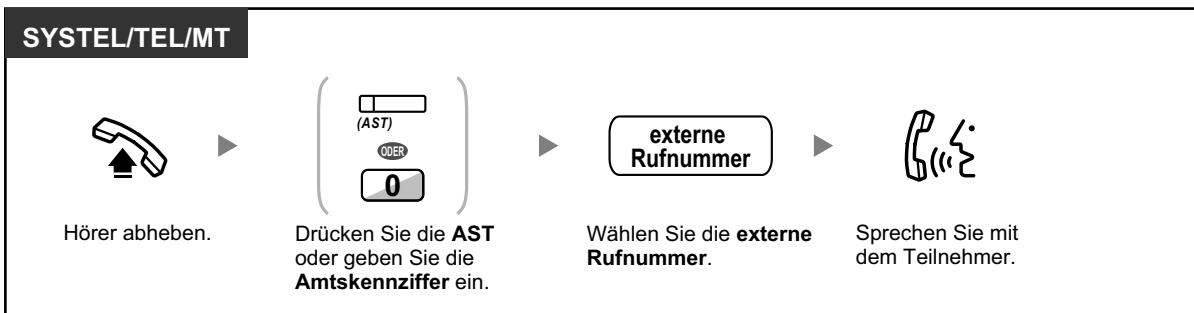 SYSTEL/TEL/MT
(AST)
ODER
0
externe
Rufnummer
Hörer abheben.
Drücken Sie die AST
oder geben Sie die
Amtskennziffer ein.
Wählen Sie die externe
Rufnummer.
Sprechen Sie mit
dem Teilnehmer.